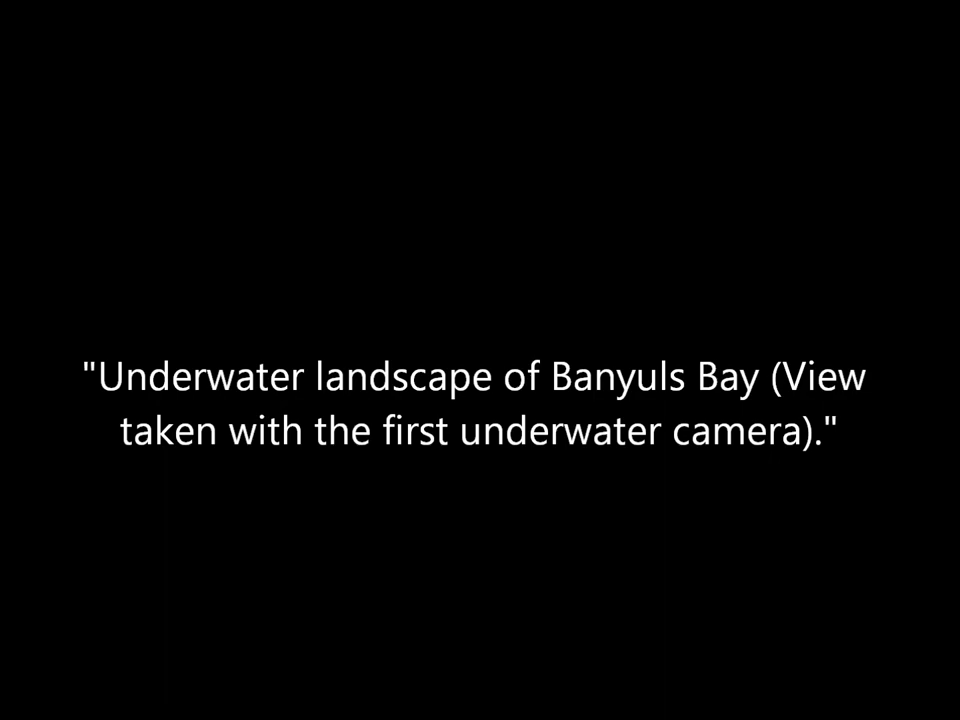 "Underwater landscape of Banyuls Bay (View
taken with the first underwater camera)."